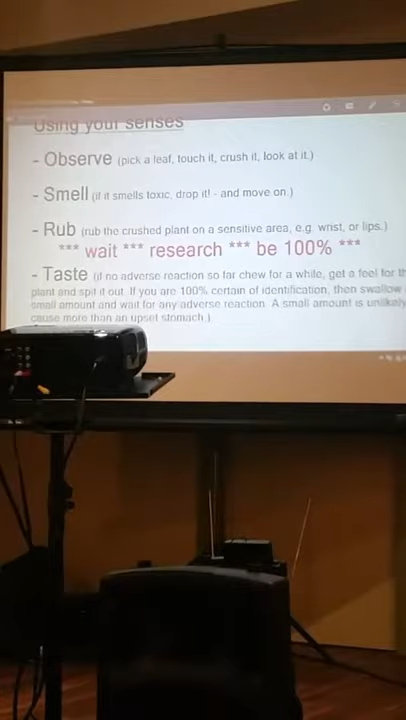 Using your senses
- Observe (pick a leaf, touch it, crush it, look at it.)
- Smell (if it smells toxic, drop it! - and move on.)
- Rub (rub the crushed plant on a sensitive area, e.g. wrist, or lips.)
*** wait *** research *** be 100% ***
- Taste (if no adverse reaction so far chew for a while, get a feel for th
plant and spit it out. If you are 100% certain of identification, then swallow
small amount and wait for any adverse reaction. A small amount is unlikely
cause more than an upset stomach.)